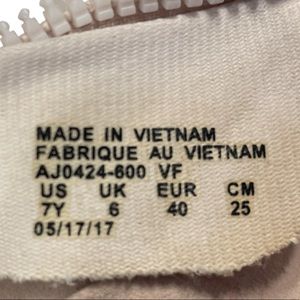 MADE IN VIETNAM
FABRIQUE AU VIETNAM
AJ0424-600 VF
US UK EUR CM
7Y 6 40 25
05/17/17